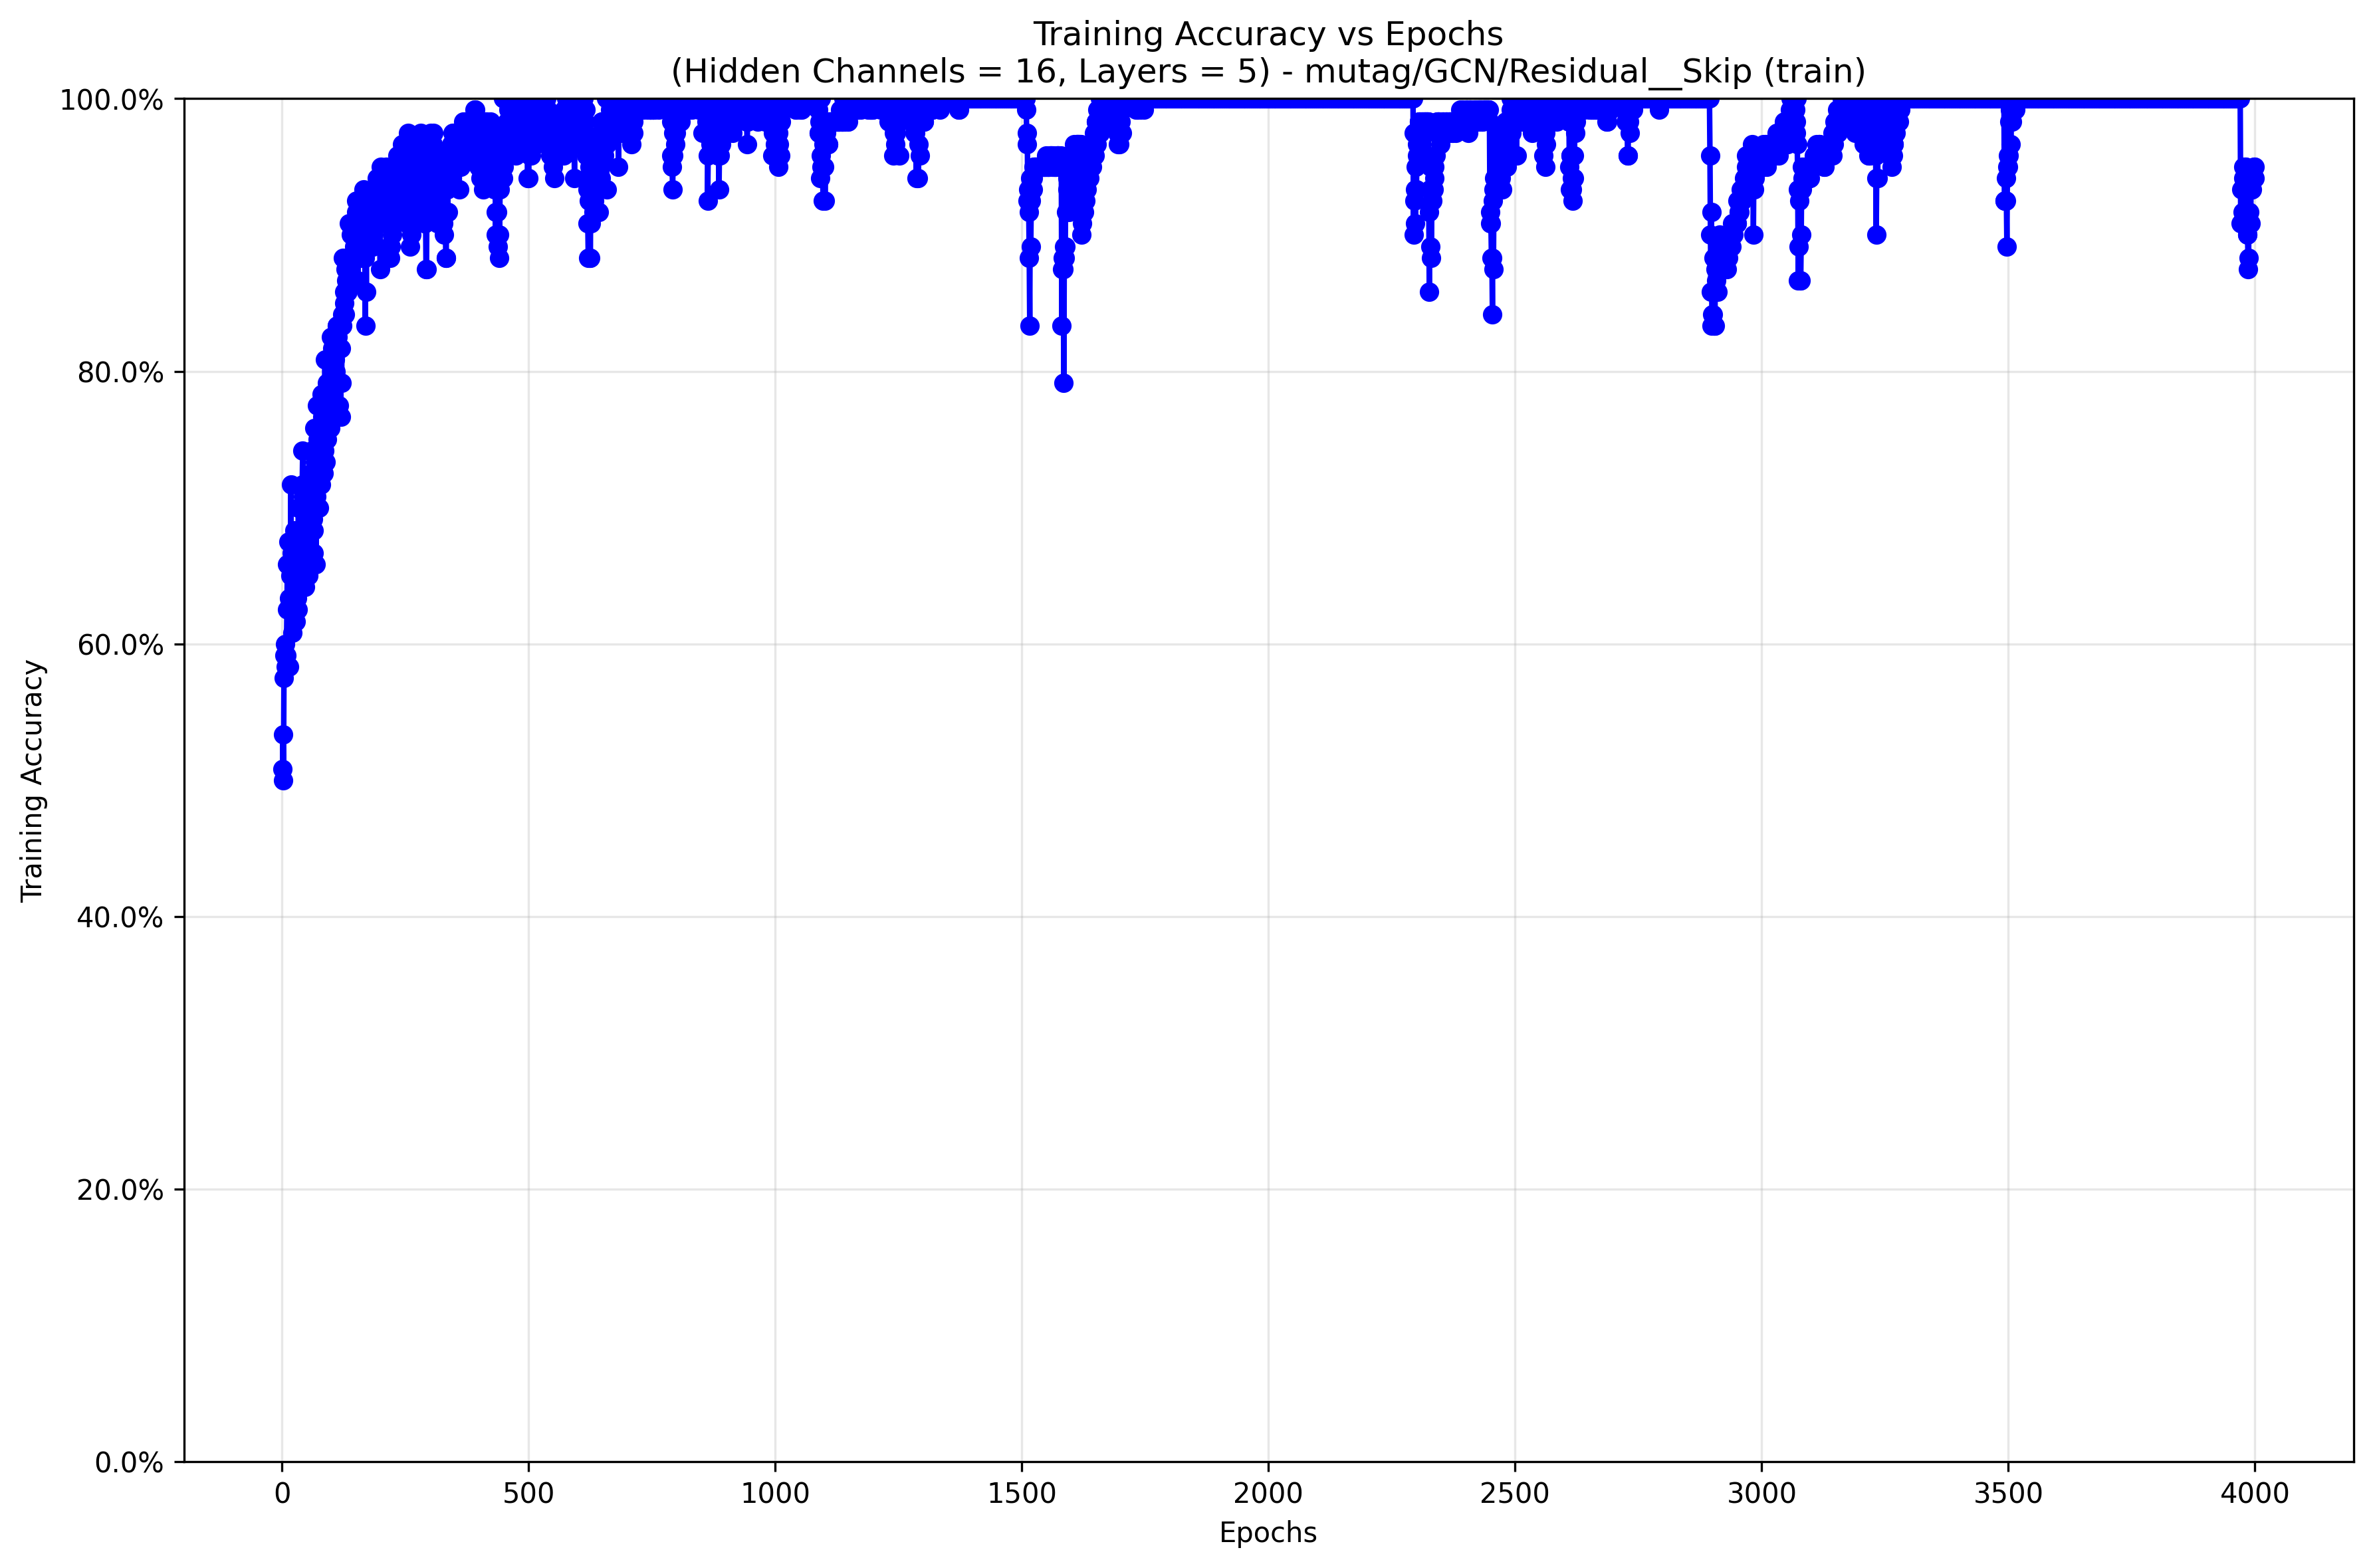 Training Accuracy vs Epochs
(Hidden Channels = 16, Layers = 5) - mutag/GCN/Residual__Skip (train)
100.0%
80.0%
60.0%
40.0%
20.0%
0.0%
Training Accuracy
0 500 1000 1500 2000 2500 3000 3500 4000
Epochs